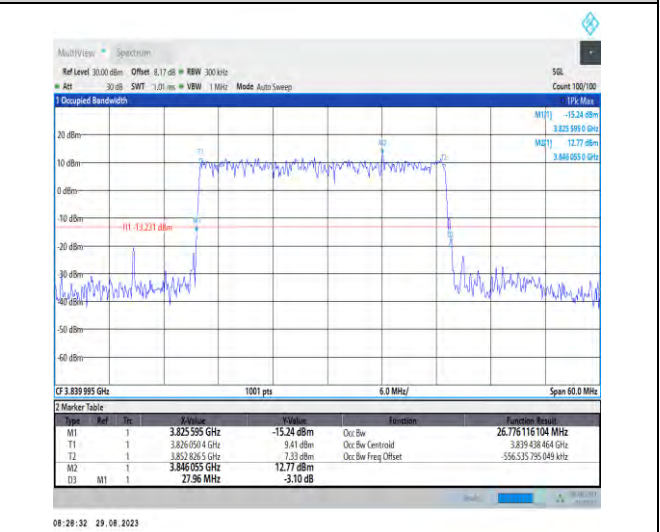 MultiView Spectrum
Ref Level 30.00 dBm Offset 8.17 dB RBW 300 kHz SGL
Att 30 dB SWT 1.01 ms VBW 1 MHz Mode Auto Sweep Count 100/100
1 Occupied Bandwidth 1Pk Max
M1[1] -15.24 dBm
3.825 595 0 GHz
M2[1] 12.77 dBm
3.846 055 0 GHz
20 dBm
M2
T1
T2
10 dBm
0 dBm
-10 dBm
M1
H1 -13.231 dBm
D3
-20 dBm
-30 dBm
-40 dBm
-50 dBm
-60 dBm
CF 3.839 995 GHz 1001 pts 6.0 MHz/ Span 60.0 MHz
2 Marker Table
Type Ref Trc X-Value Y-Value Function Function Result
M1 1 3.825 595 GHz -15.24 dBm Occ Bw 26.776 116 104 MHz
T1 1 3.826 050 4 GHz 9.41 dBm Occ Bw Centroid 3.839 438 464 GHz
T2 1 3.852 826 5 GHz 7.33 dBm Occ Bw Freq Offset -556.535 795 049 kHz
M2 1 3.846 055 GHz 12.77 dBm
D3 M1 1 27.96 MHz -3.10 dB
08:28:32 29.08.2023